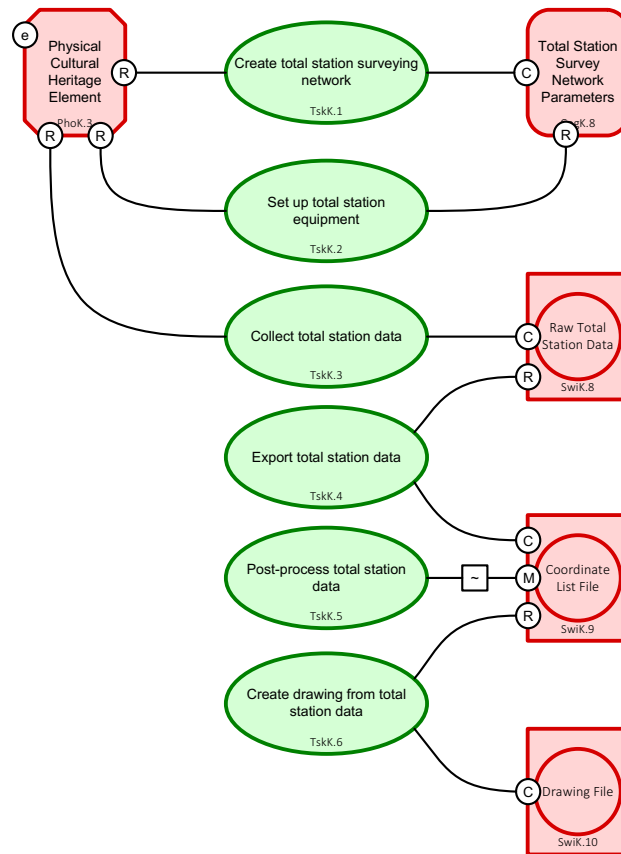 e
Physical
Cultural
Heritage
Element
PhoK.3
R
R
R
Create total station surveying
network
TskK.1
C
Total Station
Survey
Network
Parameters
R
Set up total station
equipment
TskK.2
Collect total station data
TskK.3
C
Raw Total
Station Data
R
SwiK.8
Export total station data
TskK.4
C
Post-process total station
data
TskK.5
~
M
Coordinate
List File
R
SwiK.9
Create drawing from total
station data
TskK.6
C
Drawing File
SwiK.10